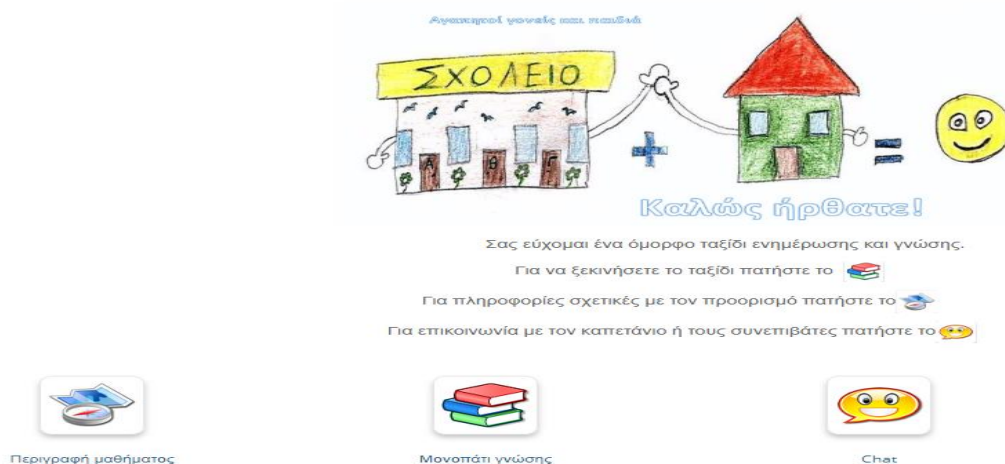 Αγαπητοί γονείς και παιδιά
ΣΧΟΛΕΙΟ
Α Β Γ
+
=
Καλώς ήρθατε!
Σας εύχομαι ένα όμορφο ταξίδι ενημέρωσης και γνώσης.
Για να ξεκινήσετε το ταξίδι πατήστε το
Για πληροφορίες σχετικές με τον προορισμό πατήστε το
Για επικοινωνία με τον καπετάνιο ή τους συνεπιβάτες πατήστε το
Περιγραφή μαθήματος
Μονοπάτι γνώσης
Chat